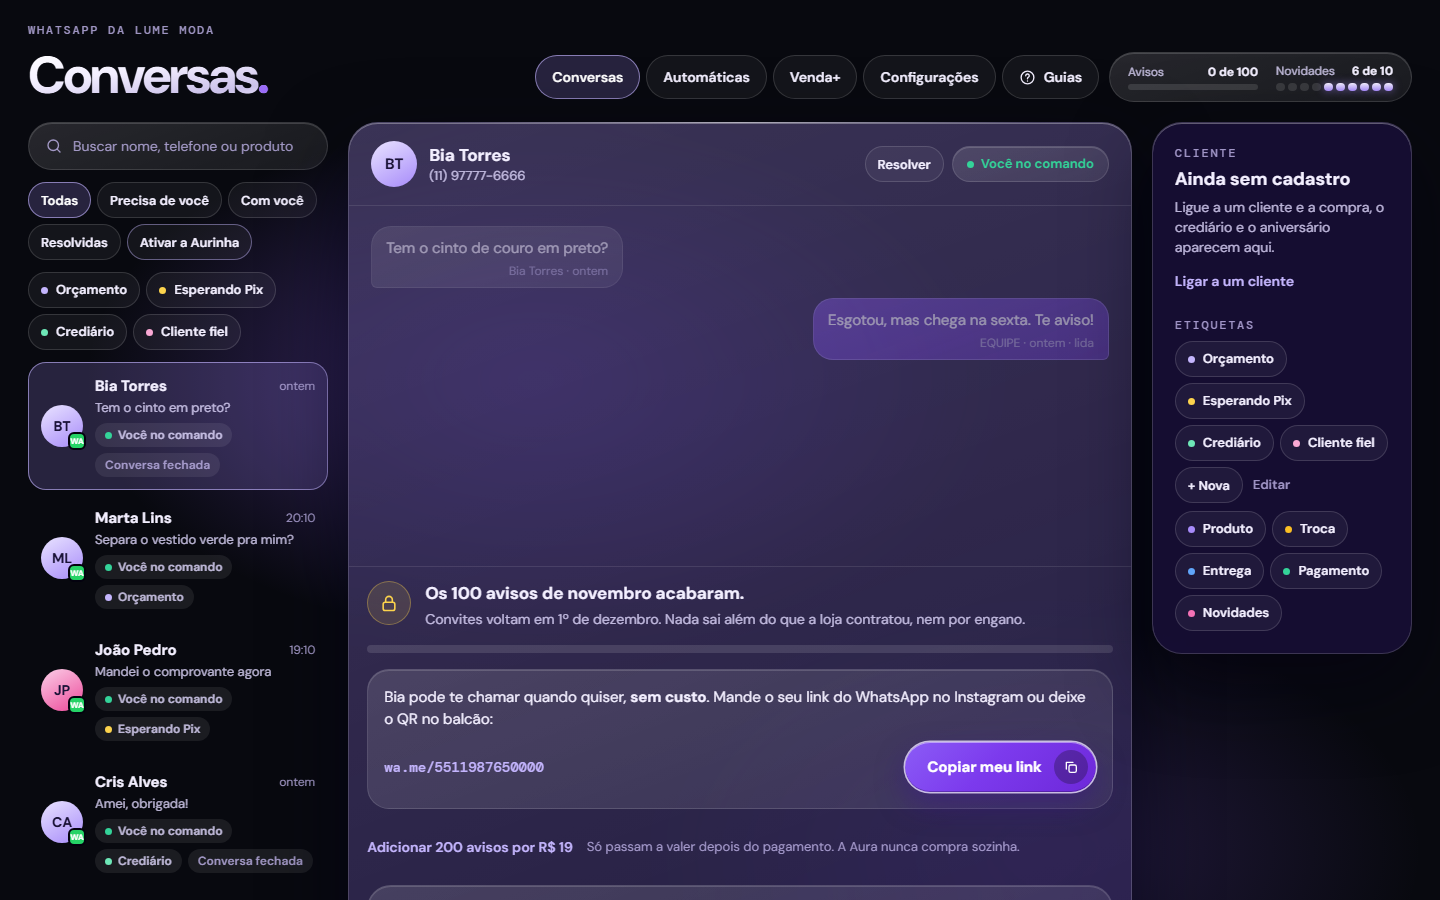 WHATSAPP DA LUME MODA
Conversas.
Conversas
Automáticas
Venda+
Configurações
Guias
Avisos 0 de 100
Novidades 6 de 10
Buscar nome, telefone ou produto
Todas
Precisa de você
Com você
Resolvidas
Ativar a Aurinha
Orçamento
Esperando Pix
Crediário
Cliente fiel
BT
WA
Bia Torres
ontem
Tem o cinto em preto?
Você no comando
Conversa fechada
ML
WA
Marta Lins
20:10
Separa o vestido verde pra mim?
Você no comando
Orçamento
JP
WA
João Pedro
19:10
Mandei o comprovante agora
Você no comando
Esperando Pix
CA
WA
Cris Alves
ontem
Amei, obrigada!
Você no comando
Crediário
Conversa fechada
BT
Bia Torres
(11) 97777-6666
Resolver
Você no comando
Tem o cinto de couro em preto?
Bia Torres · ontem
Esgotou, mas chega na sexta. Te aviso!
EQUIPE · ontem · lida
Os 100 avisos de novembro acabaram.
Convites voltam em 1º de dezembro. Nada sai além do que a loja contratou, nem por engano.
Bia pode te chamar quando quiser, sem custo. Mande o seu link do WhatsApp no Instagram ou deixe
o QR no balcão:
wa.me/5511987650000
Copiar meu link
Adicionar 200 avisos por R$ 19
Só passam a valer depois do pagamento. A Aura nunca compra sozinha.
CLIENTE
Ainda sem cadastro
Ligue a um cliente e a compra, o
crediário e o aniversário
aparecem aqui.
Ligar a um cliente
ETIQUETAS
Orçamento
Esperando Pix
Crediário
Cliente fiel
+ Nova
Editar
Produto
Troca
Entrega
Pagamento
Novidades